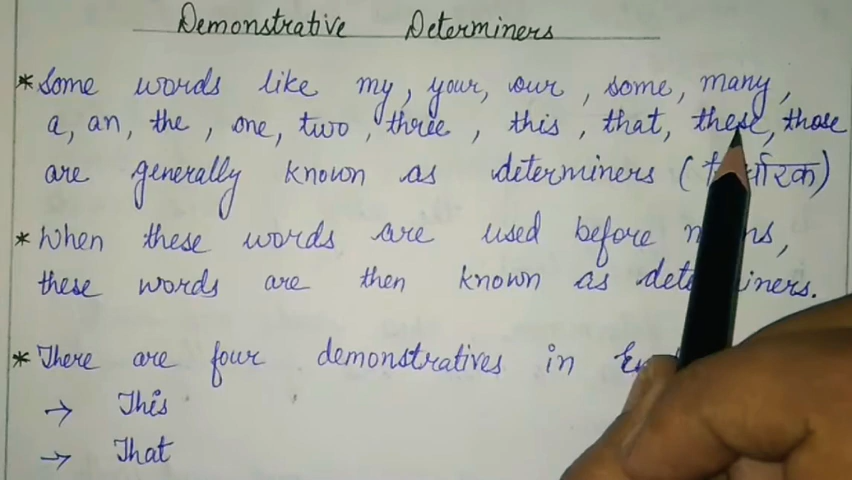 Demonstrative Determiners
* Some words like my, your, our, some, many,
a, an, the, one, two, three, this, that, these, those
are generally known as determiners (
* When these words are used before
these words are then known as
* There are four demonstratives in
→ This
→ That